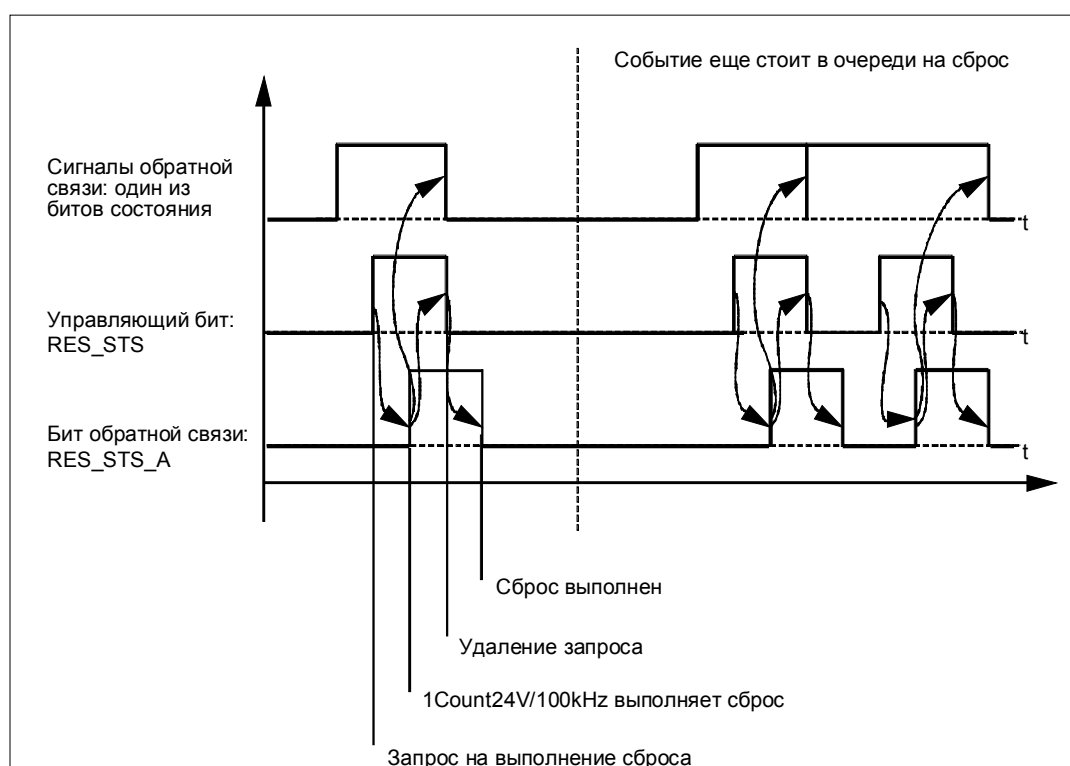 Событие еще стоит в очереди на сброс
Сигналы обратной
связи: один из
битов состояния
t
Управляющий бит:
RES_STS
t
Бит обратной связи:
RES_STS_A
t
Сброс выполнен
Удаление запроса
1Count24V/100kHz выполняет сброс
Запрос на выполнение сброса